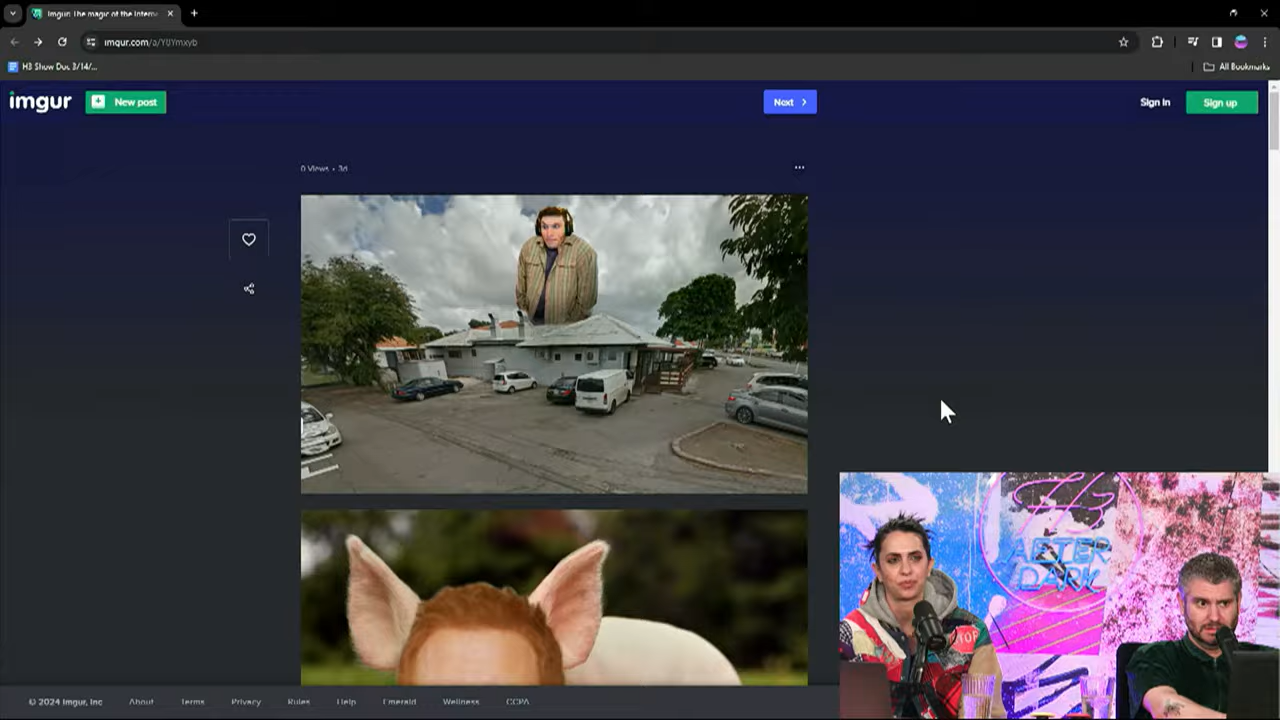 Imgur: The magic of the Interne
imgur.com/a/
H3 Show Doc 3/14/...
All Bookmarks
imgur
New post
Next
Sign in
Sign up
0 Views • 3d
H3
AFTER
DARK
TOP
© 2024 Imgur, Inc
About
Terms
Privacy
Rules
Help
Emerald
Wellness
CCPA